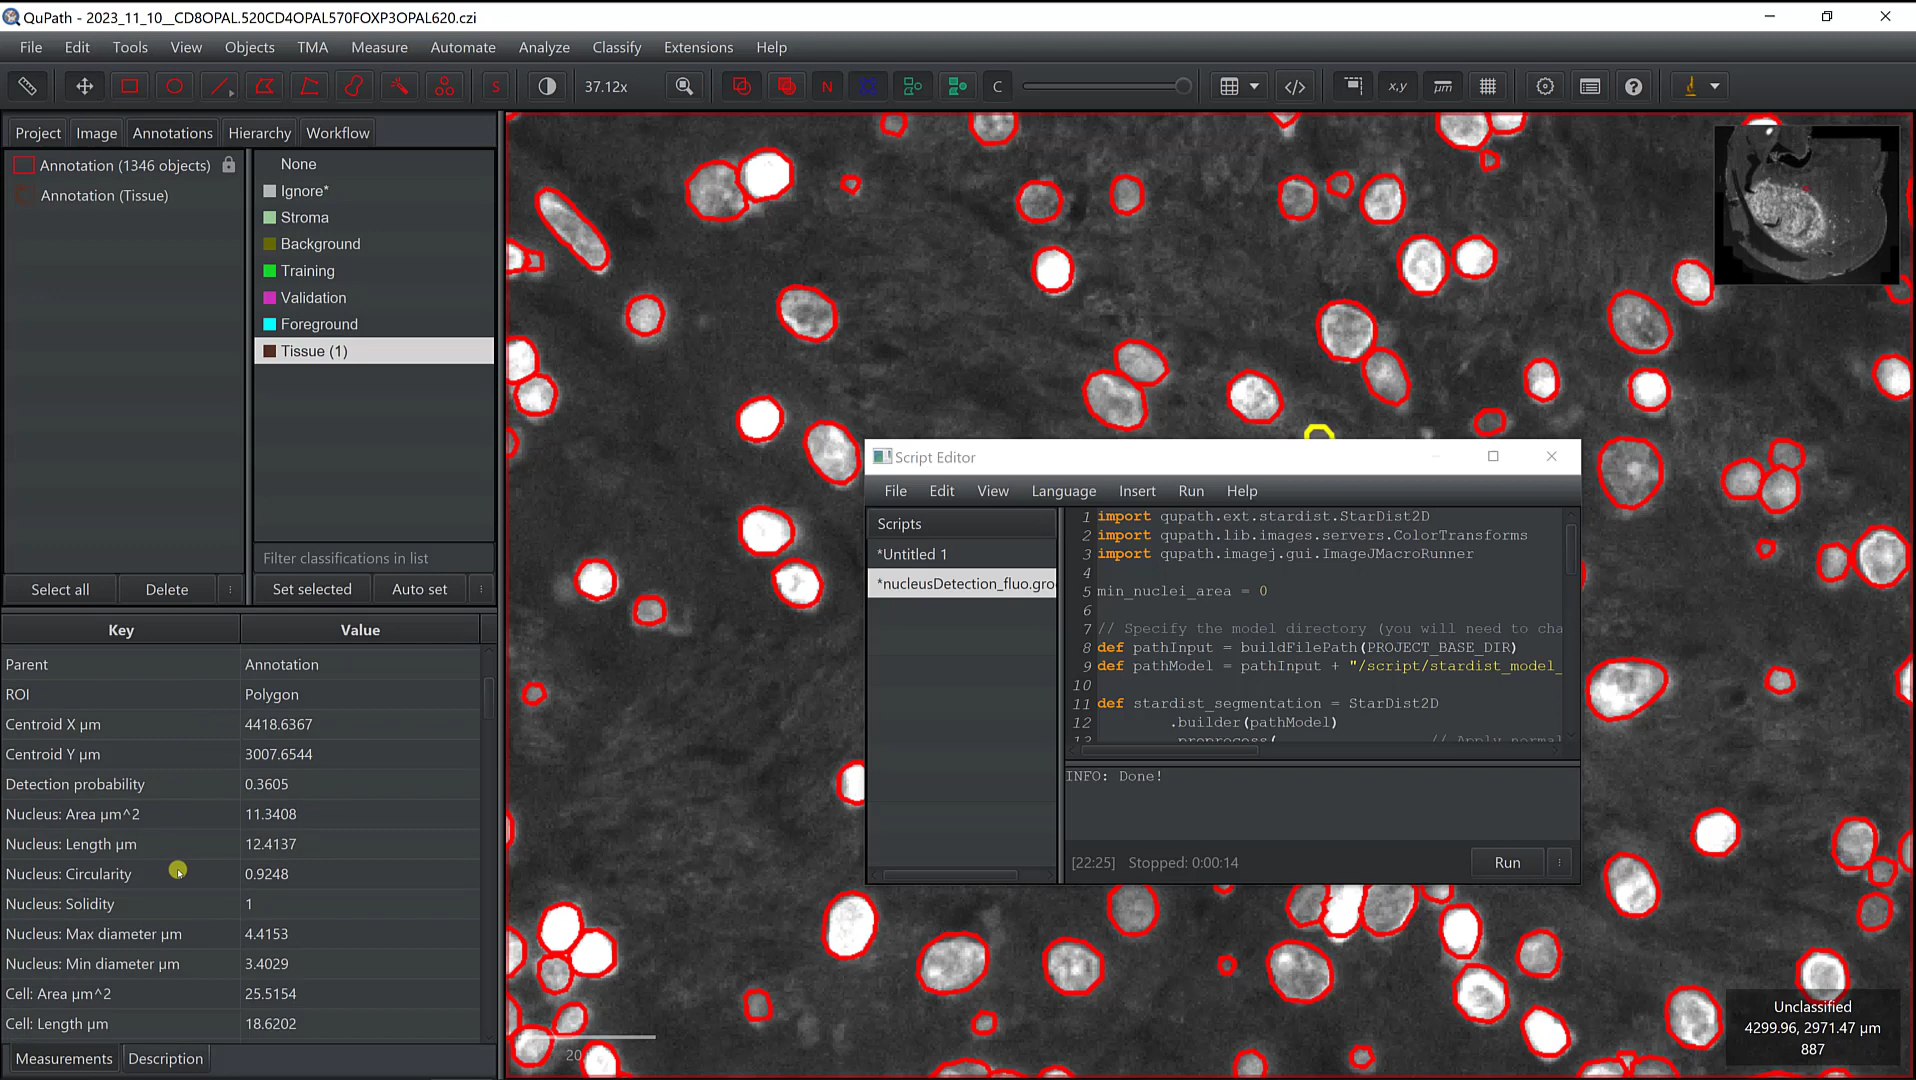 QuPath - 2023_11_10__CD8OPAL.520CD4OPAL570FOXP3OPAL620.czi
File Edit Tools View Objects TMA Measure Automate Analyze Classify Extensions Help
S 37.12x N C x,y μm
Project Image Annotations Hierarchy Workflow
Annotation (1346 objects)
Annotation (Tissue)
None
Ignore*
Stroma
Background
Training
Validation
Foreground
Tissue (1)
Filter classifications in list
Select all Delete Set selected Auto set
Key Value
Parent Annotation
ROI Polygon
Centroid X µm 4418.6367
Centroid Y µm 3007.6544
Detection probability 0.3605
Nucleus: Area µm^2 11.3408
Nucleus: Length µm 12.4137
Nucleus: Circularity 0.9248
Nucleus: Solidity 1
Nucleus: Max diameter µm 4.4153
Nucleus: Min diameter µm 3.4029
Cell: Area µm^2 25.5154
Cell: Length µm 18.6202
Measurements Description
Script Editor
File Edit View Language Insert Run Help
Scripts
*Untitled 1
*nucleusDetection_fluo.gro
1 import qupath.ext.stardist.StarDist2D
2 import qupath.lib.images.servers.ColorTransforms
3 import qupath.imagej.gui.ImageJMacroRunner
4
5 min_nuclei_area = 0
6
7 // Specify the model directory (you will need to cha
8 def pathInput = buildFilePath(PROJECT_BASE_DIR)
9 def pathModel = pathInput + "/script/stardist_model_
10
11 def stardist_segmentation = StarDist2D
12 .builder(pathModel)
13 .preprocess( // Apply normal
INFO: Done!
[22:25] Stopped: 0:00:14 Run
20
Unclassified
4299.96, 2971.47 µm
887